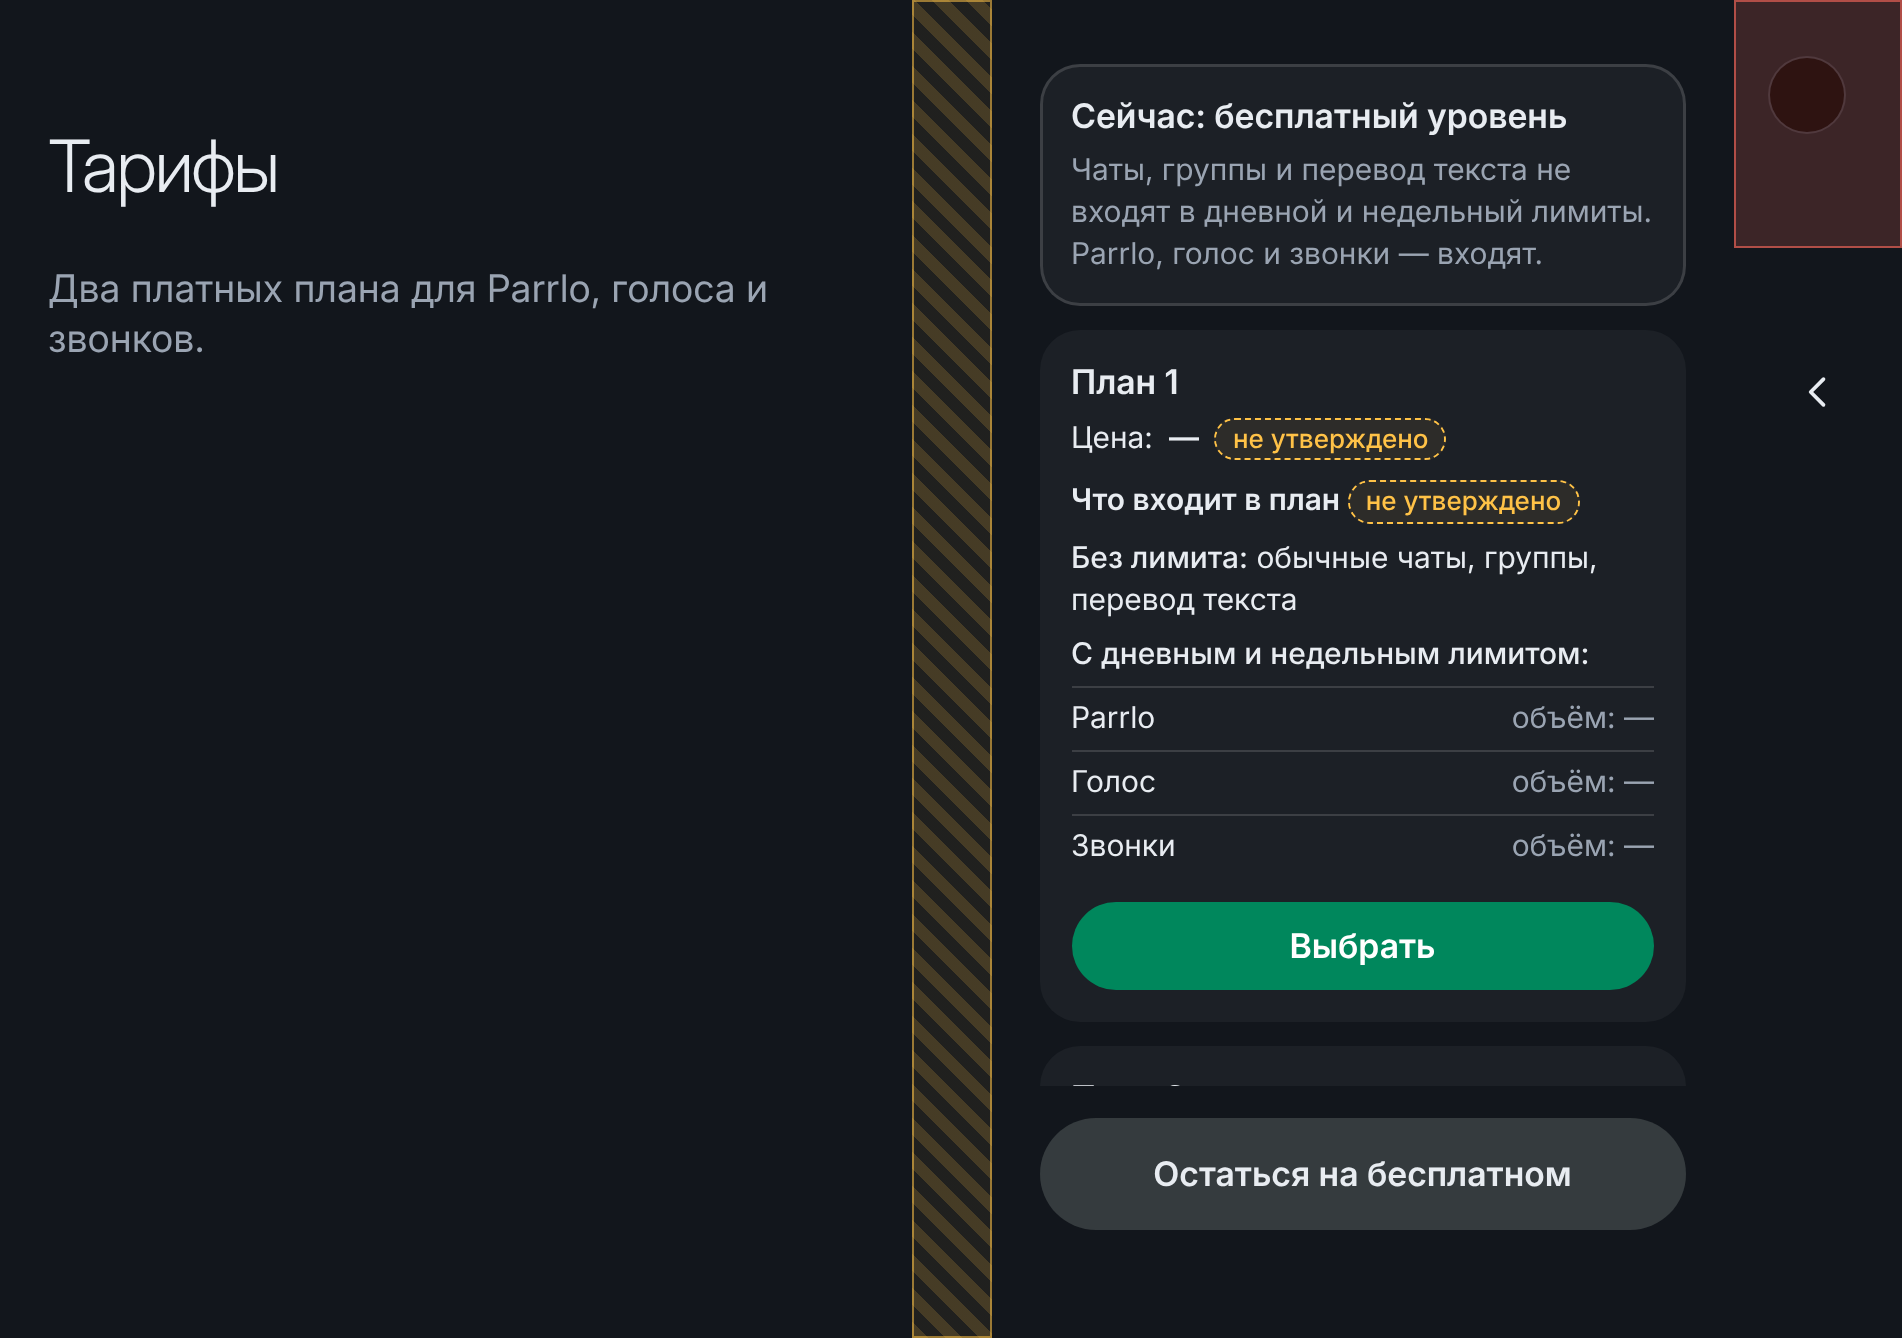 Тарифы
Два платных плана для Parrlo, голоса и
звонков.
Сейчас: бесплатный уровень
Чаты, группы и перевод текста не
входят в дневной и недельный лимиты.
Parrlo, голос и звонки — входят.
План 1
Цена: — не утверждено
Что входит в план не утверждено
Без лимита: обычные чаты, группы,
перевод текста
С дневным и недельным лимитом:
Parrlo объём: —
Голос объём: —
Звонки объём: —
Выбрать
Остаться на бесплатном